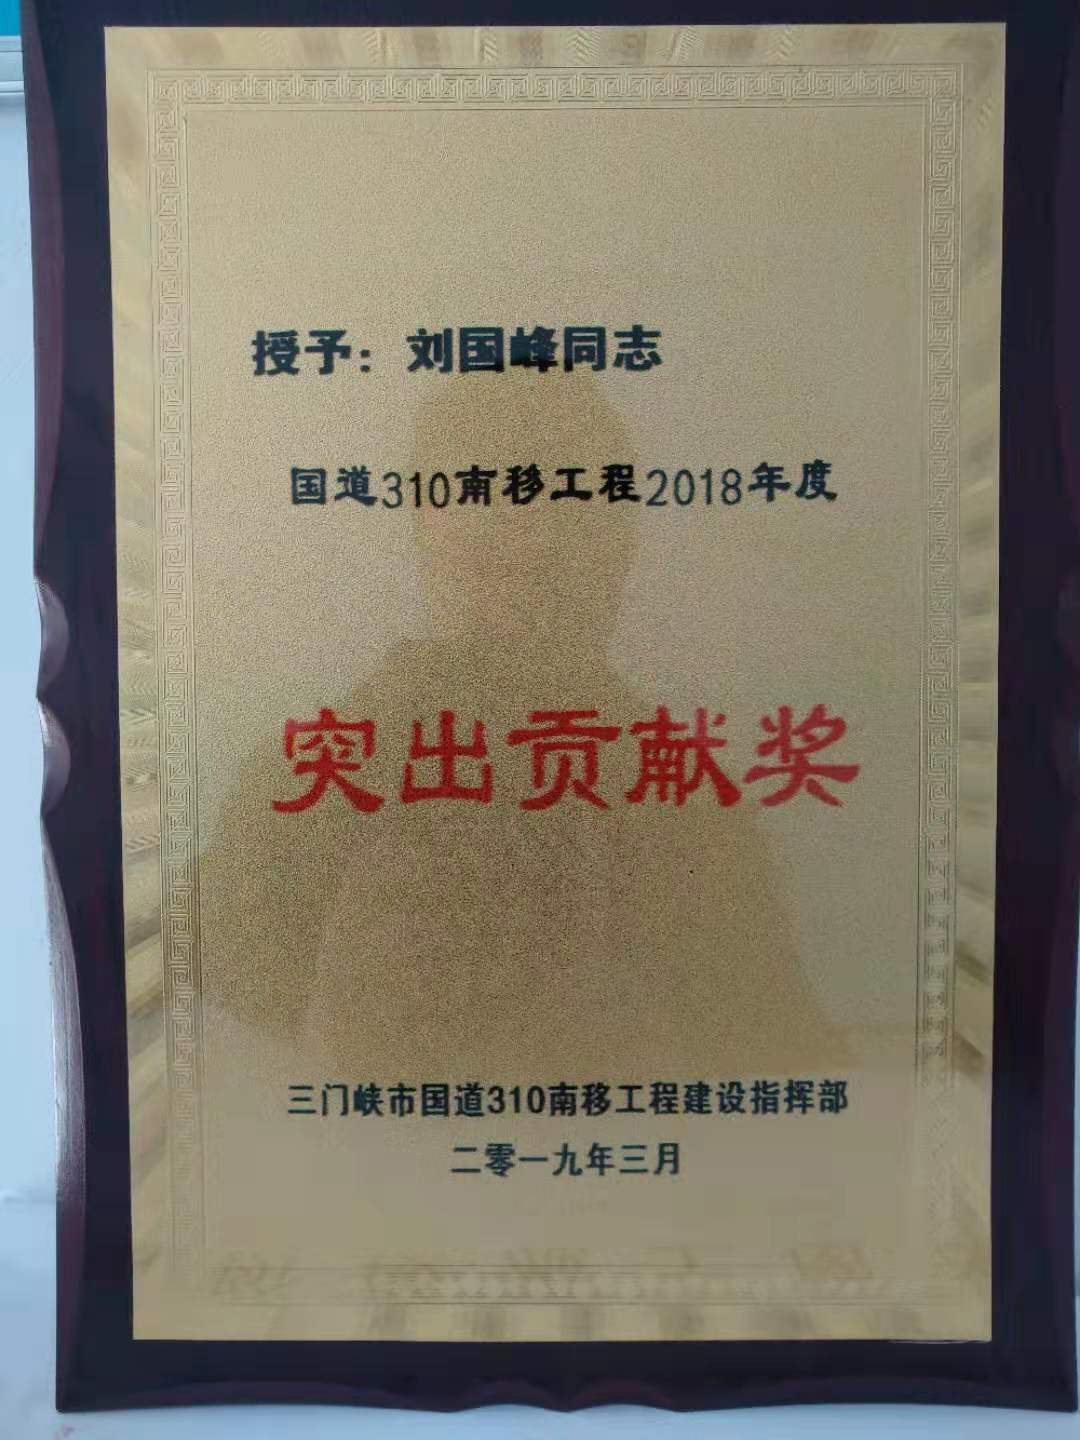 授予：刘国峰同志
国道310南移工程2018年度
突出贡献奖
三门峡市国道310南移工程建设指挥部
二零一九年三月